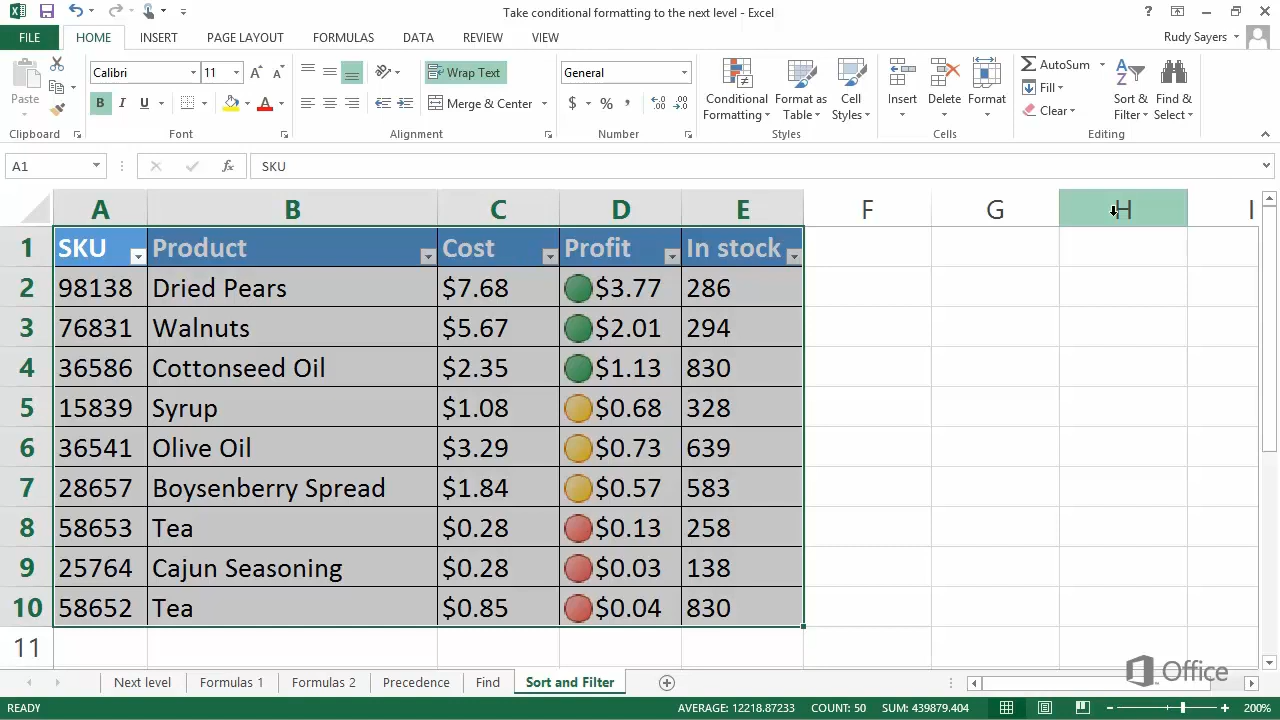 Take conditional formatting to the next level - Excel
?
FILE HOME INSERT PAGE LAYOUT FORMULAS DATA REVIEW VIEW Rudy Sayers
Paste Calibri 11 A A Wrap Text General Conditional Formatting Format as Table Cell Styles Insert Delete Format AutoSum Fill Clear Sort & Filter Find & Select
B I U A Merge & Center $ % ,
Clipboard Font Alignment Number Styles Cells Editing
A1 fx SKU
A B C D E F G H I
1 SKU Product Cost Profit In stock
2 98138 Dried Pears $7.68 $3.77 286
3 76831 Walnuts $5.67 $2.01 294
4 36586 Cottonseed Oil $2.35 $1.13 830
5 15839 Syrup $1.08 $0.68 328
6 36541 Olive Oil $3.29 $0.73 639
7 28657 Boysenberry Spread $1.84 $0.57 583
8 58653 Tea $0.28 $0.13 258
9 25764 Cajun Seasoning $0.28 $0.03 138
10 58652 Tea $0.85 $0.04 830
11
Office
Next level Formulas 1 Formulas 2 Precedence Find Sort and Filter
READY AVERAGE: 12218.87233 COUNT: 50 SUM: 439879.404 200%